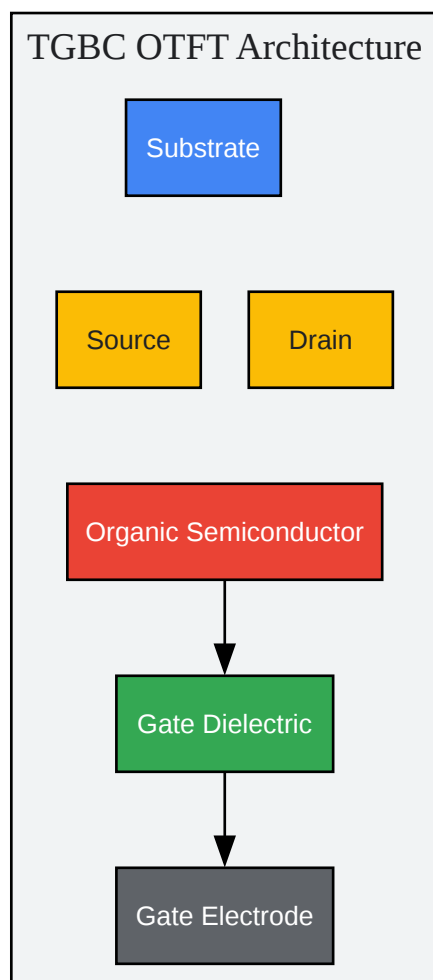 TGBC OTFT Architecture
Substrate
Source
Drain
Organic Semiconductor
Gate Dielectric
Gate Electrode